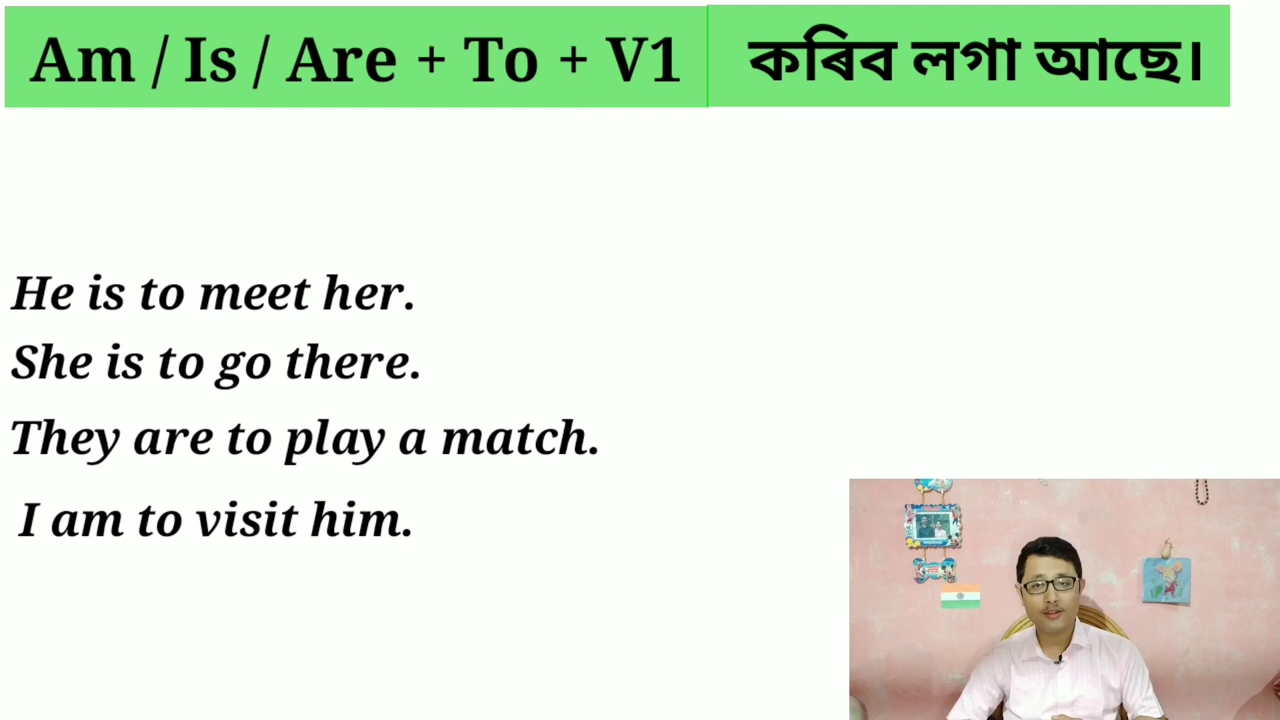 Am / Is / Are + To + V1 কৰিব লগা আছে।
He is to meet her.
She is to go there.
They are to play a match.
I am to visit him.